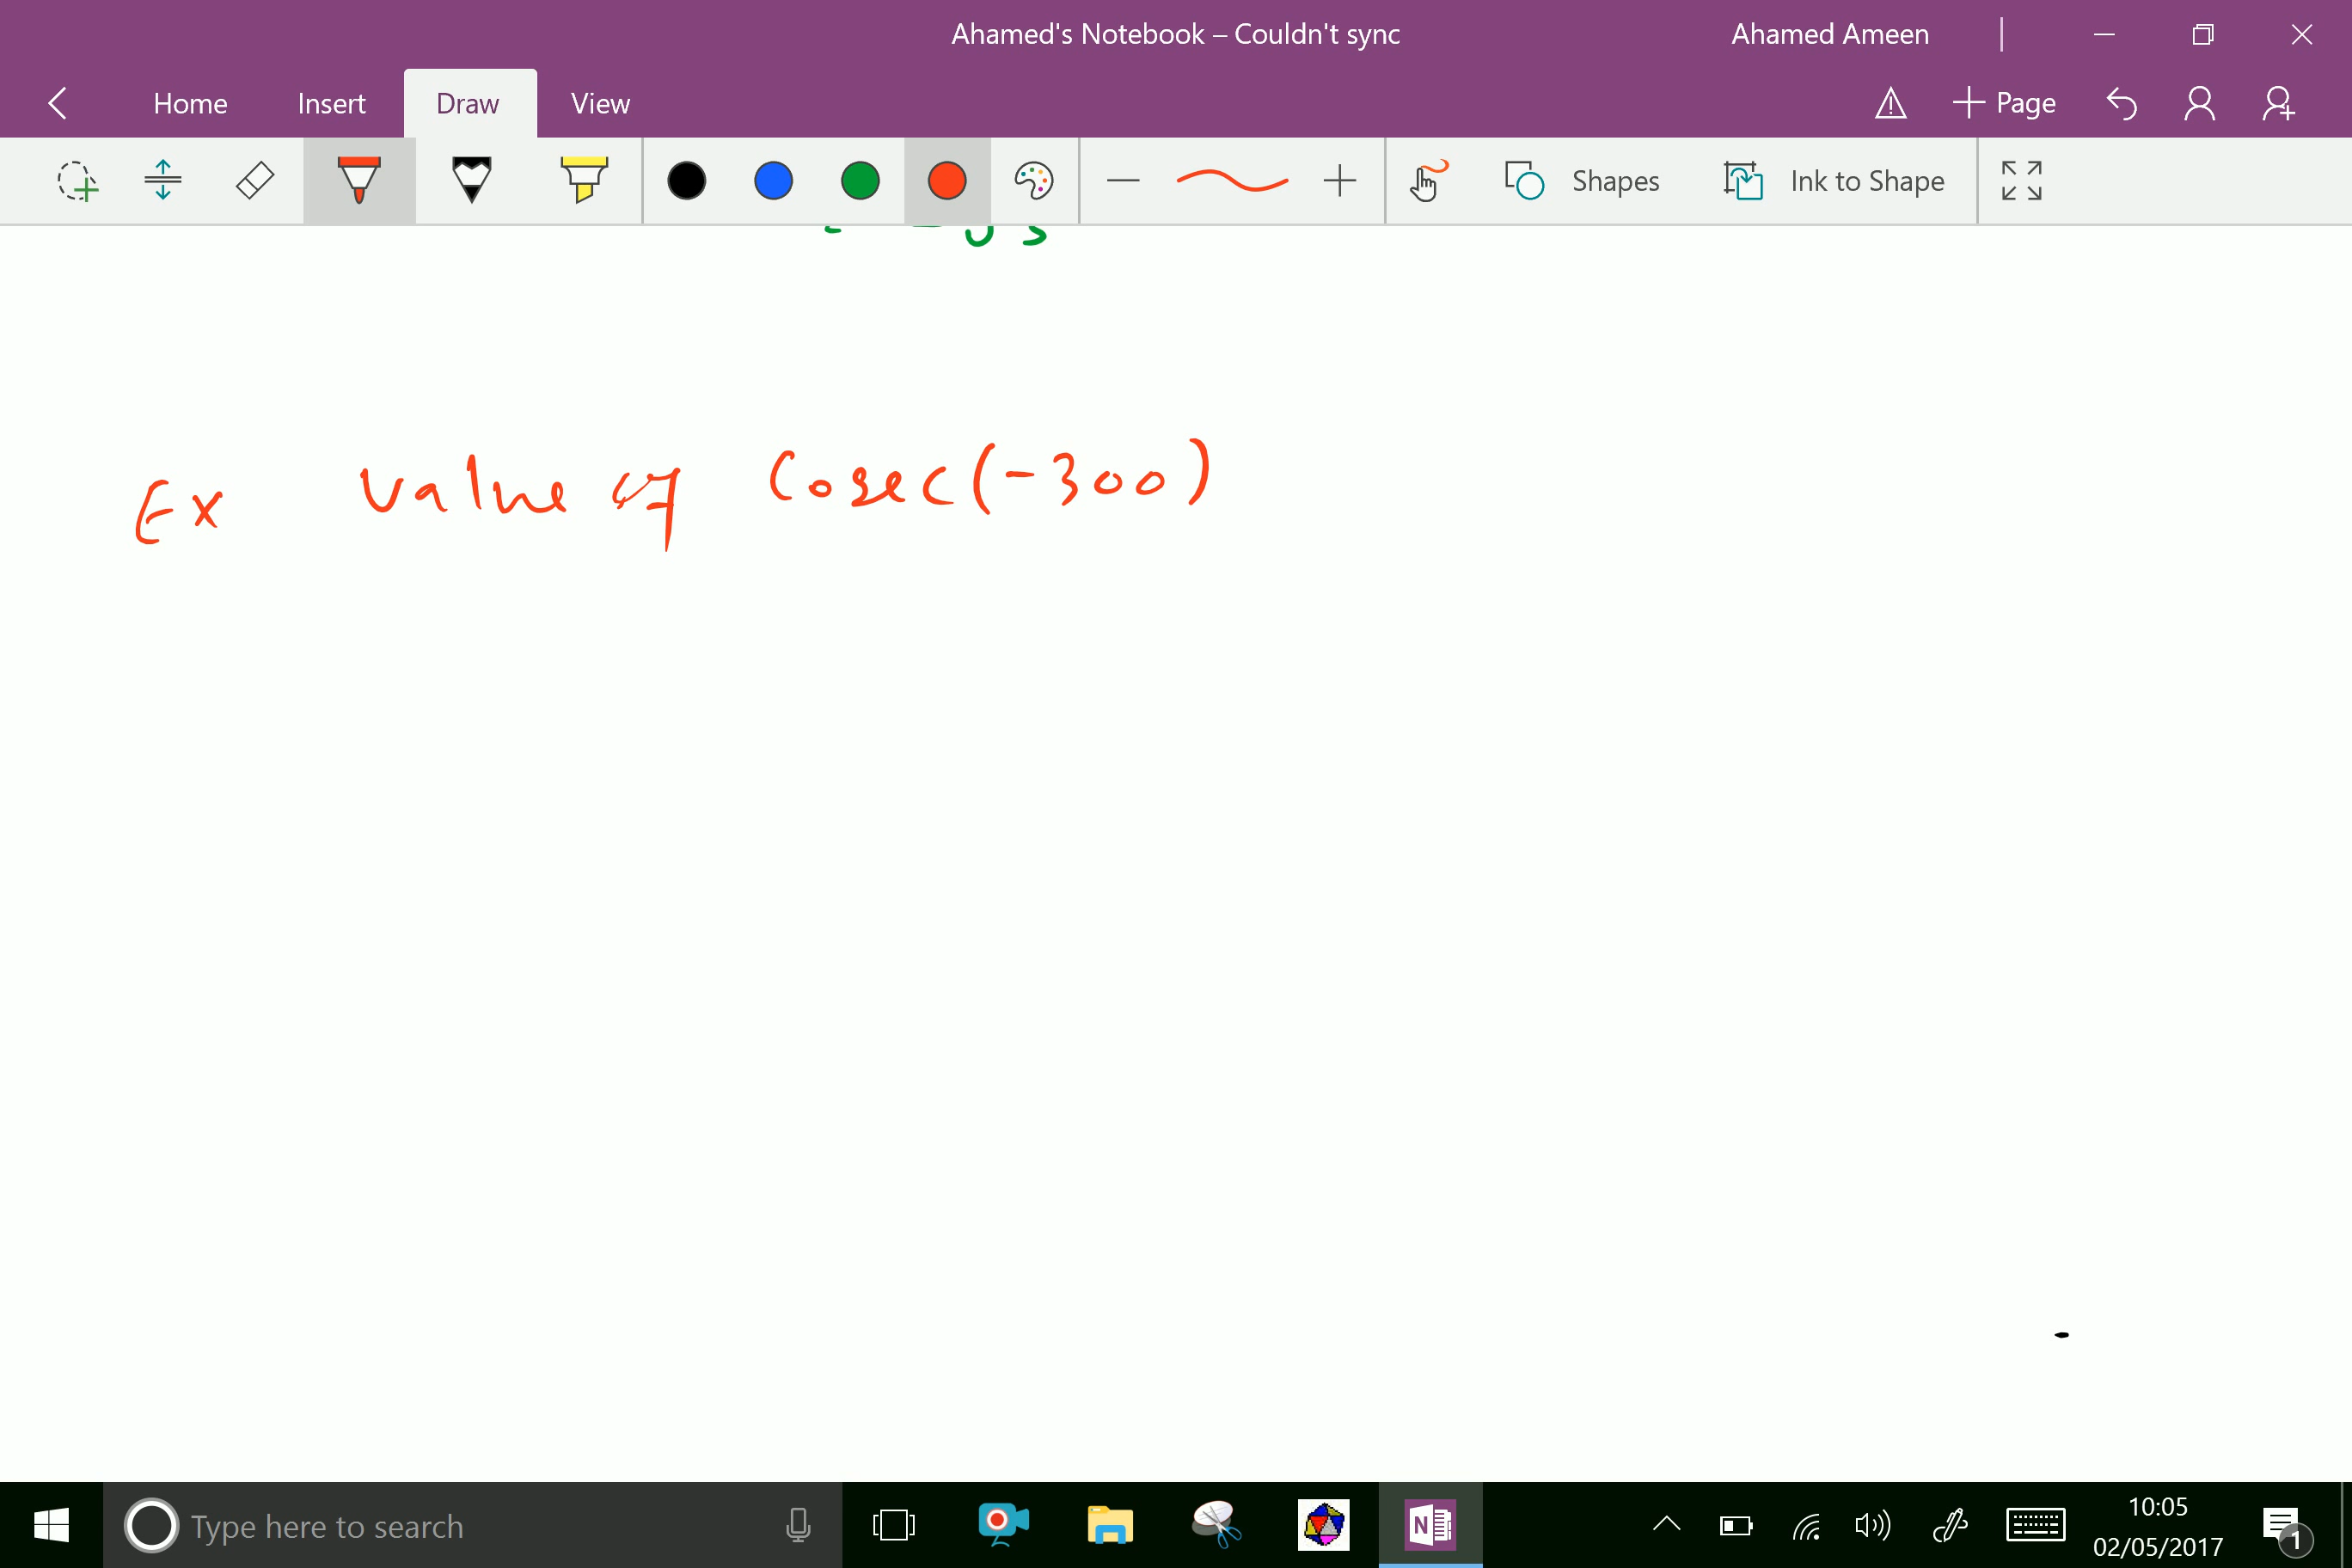 Ahamed's Notebook – Couldn't sync
Ahamed Ameen
Home Insert Draw View
Page
Shapes Ink to Shape
Ex Value of Cosec(-300)
Type here to search
N
10:05
02/05/2017
1